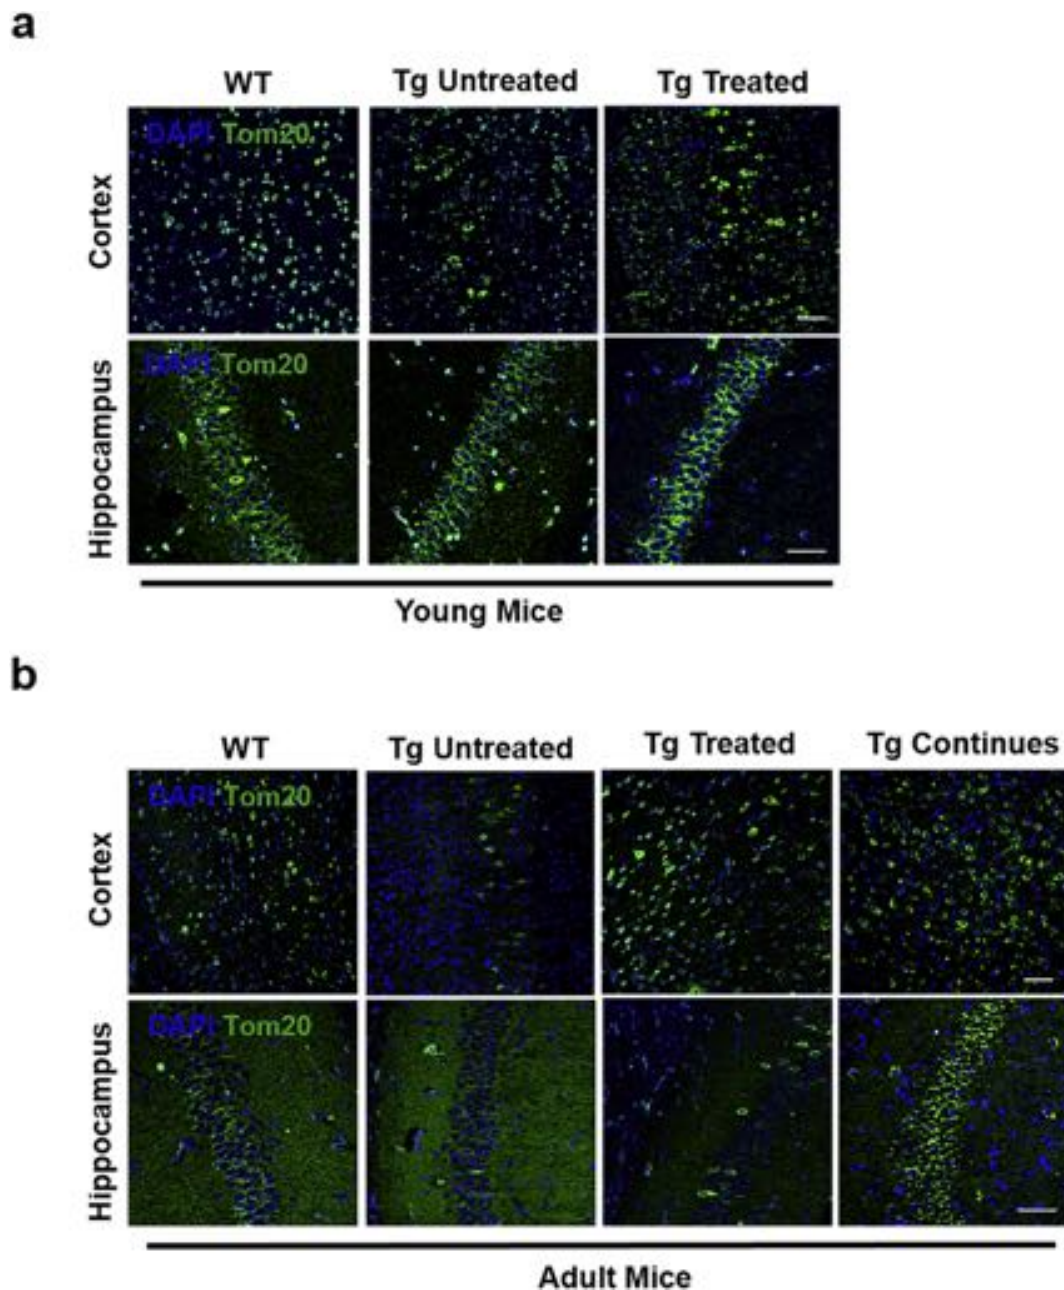 a
WT Tg Untreated Tg Treated
Cortex
DAPI Tom20
Hippocampus
DAPI Tom20
Young Mice
b
WT Tg Untreated Tg Treated Tg Continues
Cortex
DAPI Tom20
Hippocampus
DAPI Tom20
Adult Mice